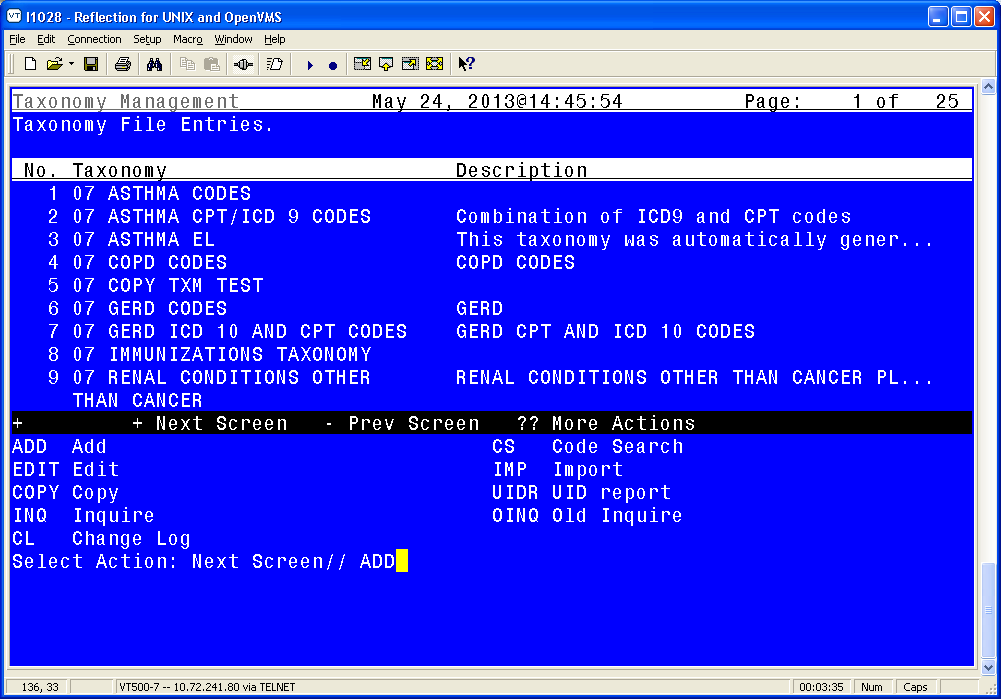 I1028 - Reflection for UNIX and OpenVMS
File Edit Connection Setup Macro Window Help
Taxonomy Management May 24, 2013@14:45:54 Page: 1 of 25
Taxonomy File Entries.
No. Taxonomy Description
1 07 ASTHMA CODES
2 07 ASTHMA CPT/ICD 9 CODES Combination of ICD9 and CPT codes
3 07 ASTHMA EL This taxonomy was automatically gener...
4 07 COPD CODES COPD CODES
5 07 COPY TXM TEST
6 07 GERD CODES GERD
7 07 GERD ICD 10 AND CPT CODES GERD CPT AND ICD 10 CODES
8 07 IMMUNIZATIONS TAXONOMY
9 07 RENAL CONDITIONS OTHER RENAL CONDITIONS OTHER THAN CANCER PL...
THAN CANCER
+ + Next Screen - Prev Screen ?? More Actions
ADD Add CS Code Search
EDIT Edit IMP Import
COPY Copy UIDR UID report
INQ Inquire OINQ Old Inquire
CL Change Log
Select Action: Next Screen// ADD
136, 33 VT500-7 -- 10.72.241.80 via TELNET 00:03:35 Num Caps